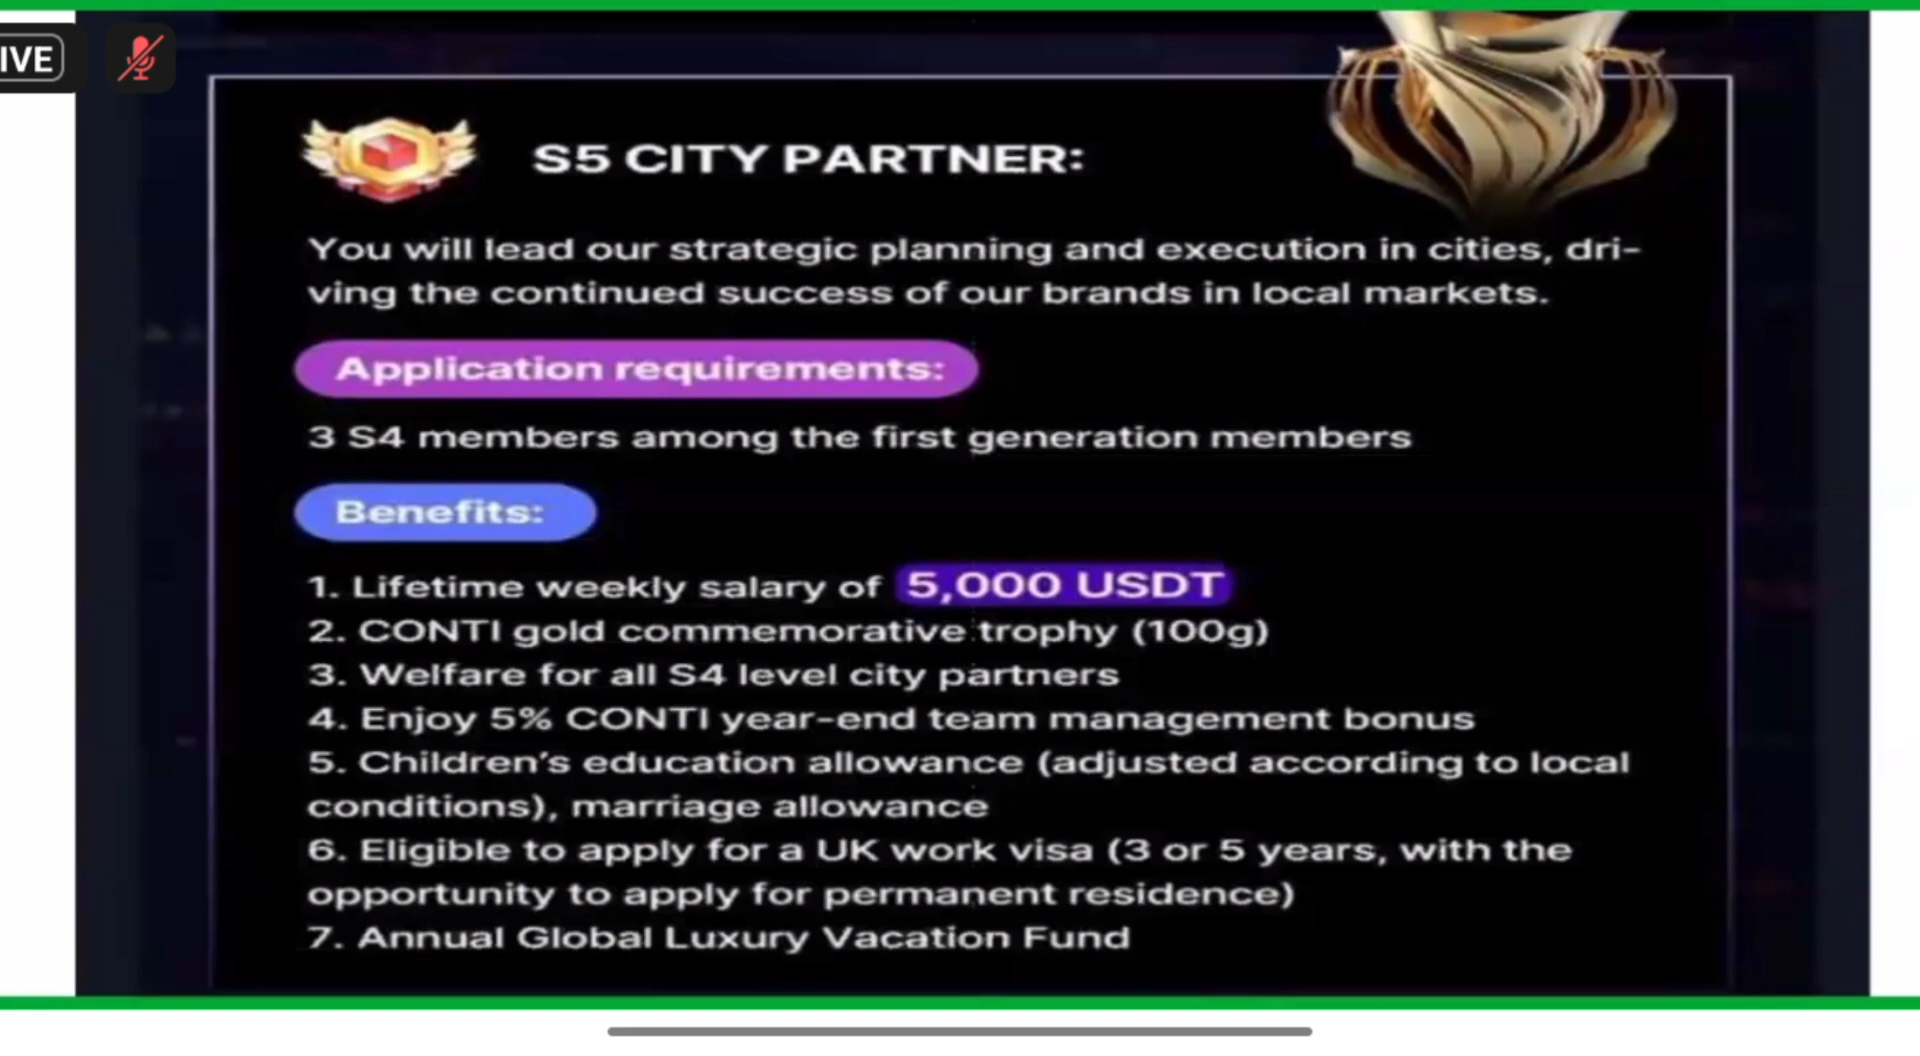 IVE
S5 CITY PARTNER:
You will lead our strategic planning and execution in cities, dri-
ving the continued success of our brands in local markets.
Application requirements:
3 S4 members among the first generation members
Benefits:
1. Lifetime weekly salary of 5,000 USDT
2. CONTI gold commemorative trophy (100g)
3. Welfare for all S4 level city partners
4. Enjoy 5% CONTI year-end team management bonus
5. Children's education allowance (adjusted according to local
conditions), marriage allowance
6. Eligible to apply for a UK work visa (3 or 5 years, with the
opportunity to apply for permanent residence)
7. Annual Global Luxury Vacation Fund